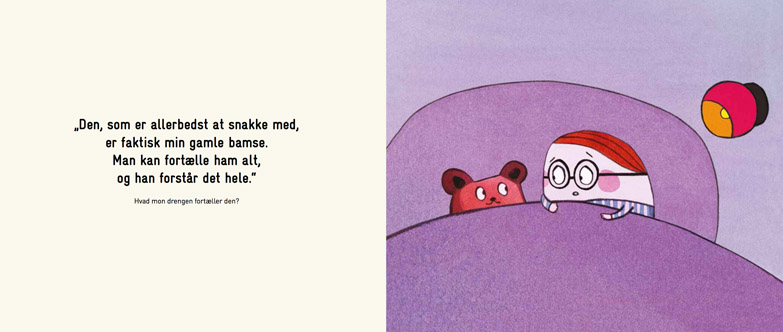 „Den, som er allerbedst at snakke med,
er faktisk min gamle bamse.
Man kan fortælle ham alt,
og han forstår det hele.”
Hvad mon drengen fortæller den?